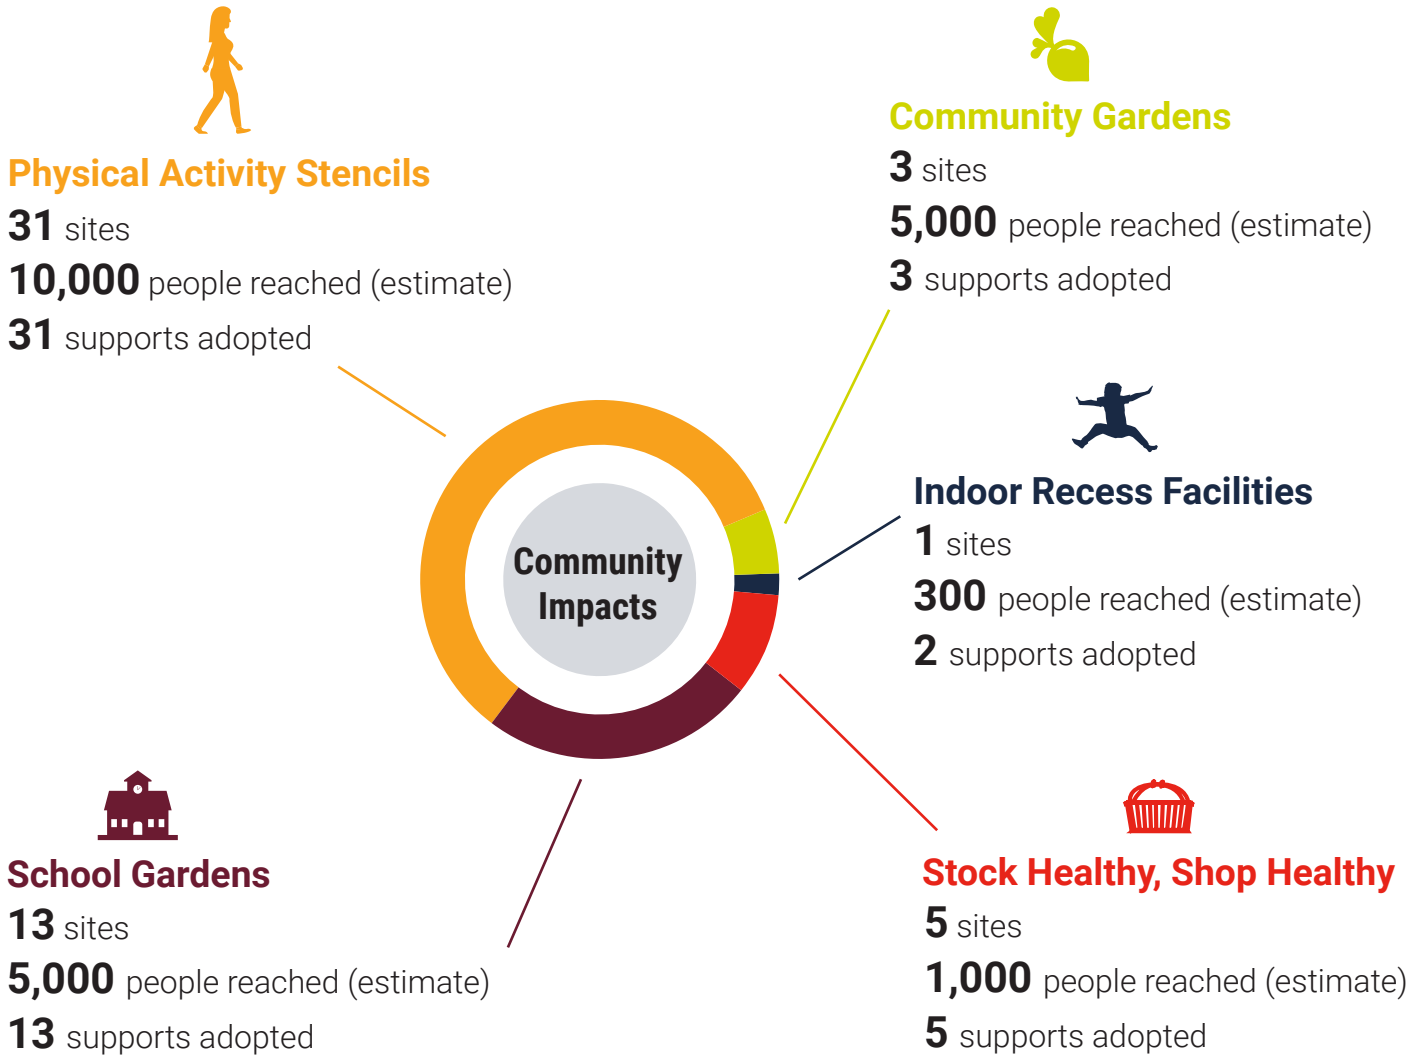 Physical Activity Stencils
31 sites
10,000 people reached (estimate)
31 supports adopted
Community Gardens
3 sites
5,000 people reached (estimate)
3 supports adopted
Indoor Recess Facilities
1 sites
300 people reached (estimate)
2 supports adopted
Community
Impacts
School Gardens
13 sites
5,000 people reached (estimate)
13 supports adopted
Stock Healthy, Shop Healthy
5 sites
1,000 people reached (estimate)
5 supports adopted